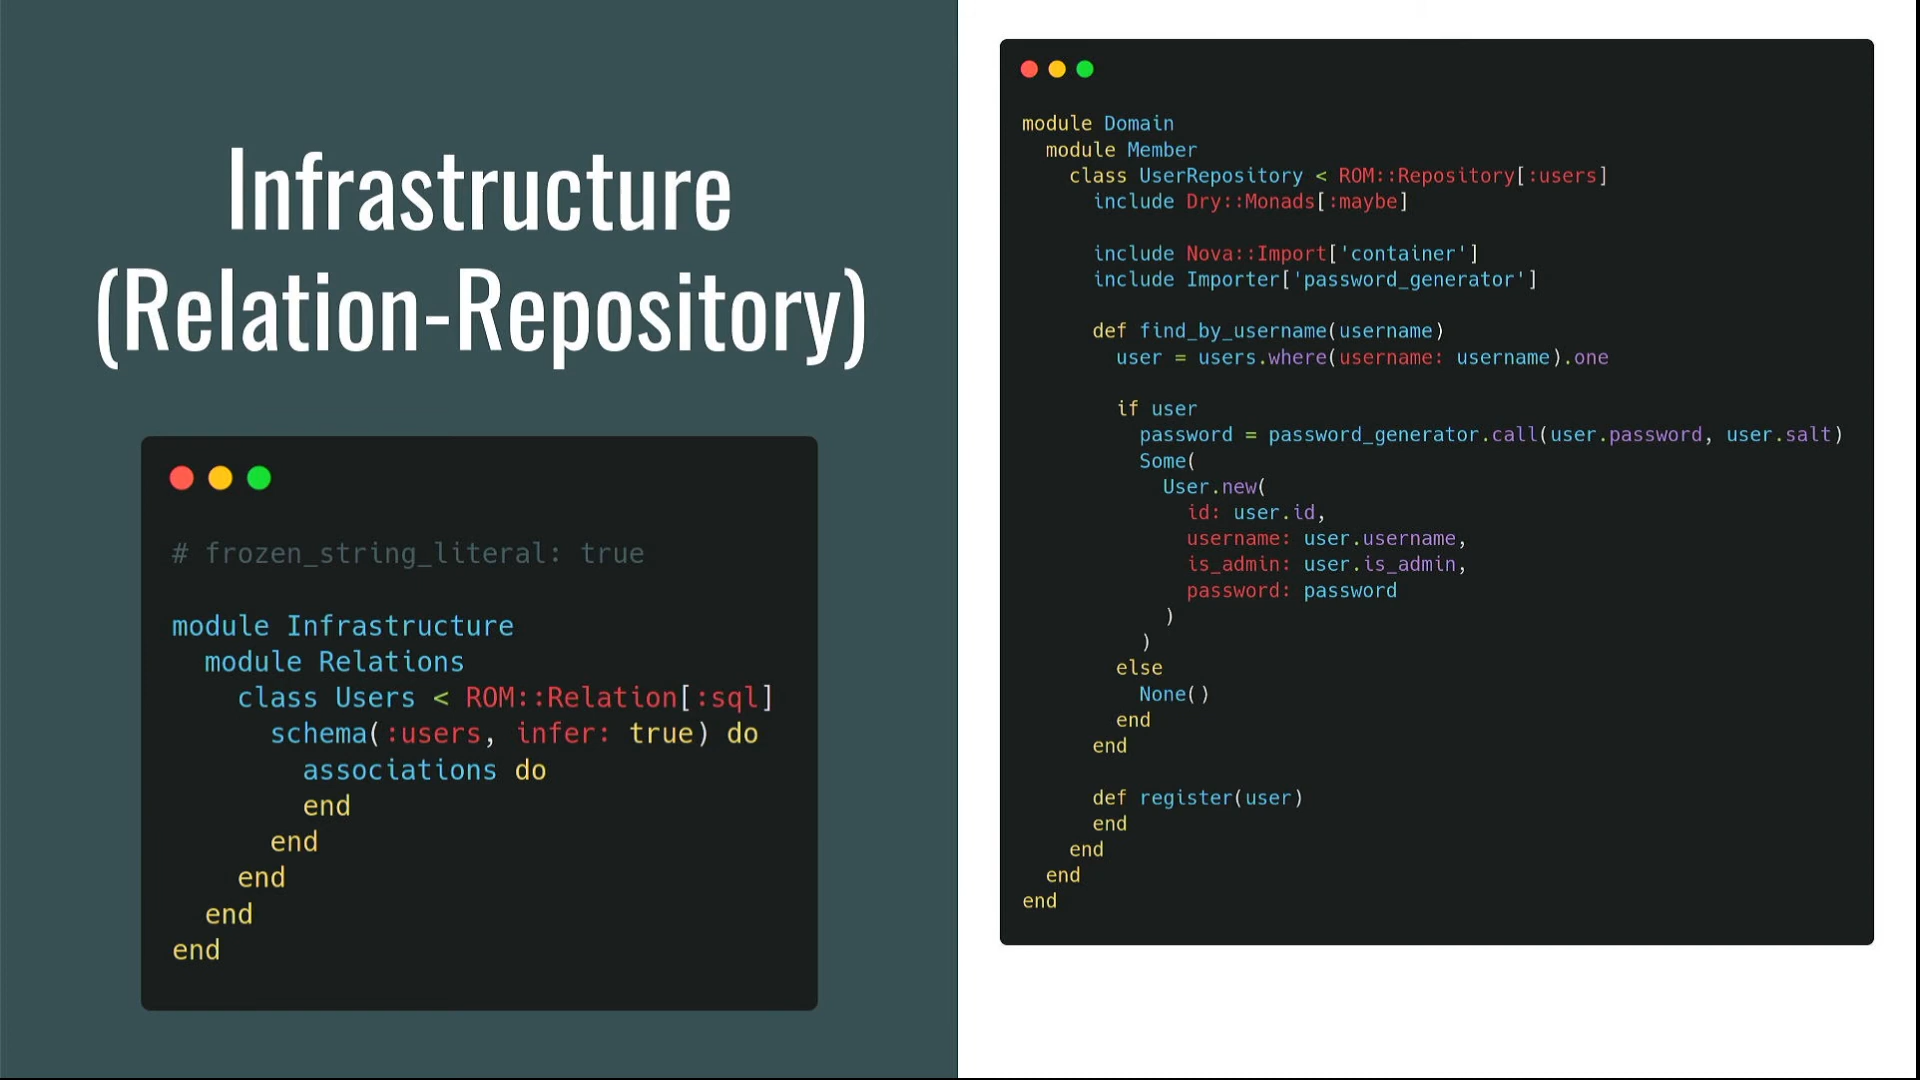 Infrastructure
(Relation-Repository)
# frozen_string_literal: true
module Infrastructure
  module Relations
    class Users < ROM::Relation[:sql]
      schema(:users, infer: true) do
        associations do
        end
      end
    end
  end
end
module Domain
  module Member
    class UserRepository < ROM::Repository[:users]
      include Dry::Monads[:maybe]
      include Nova::Import['container']
      include Importer['password_generator']
      def find_by_username(username)
        user = users.where(username: username).one
        if user
          password = password_generator.call(user.password, user.salt)
          Some(
            User.new(
              id: user.id,
              username: user.username,
              is_admin: user.is_admin,
              password: password
            )
          )
        else
          None()
        end
      end
      def register(user)
      end
    end
  end
end